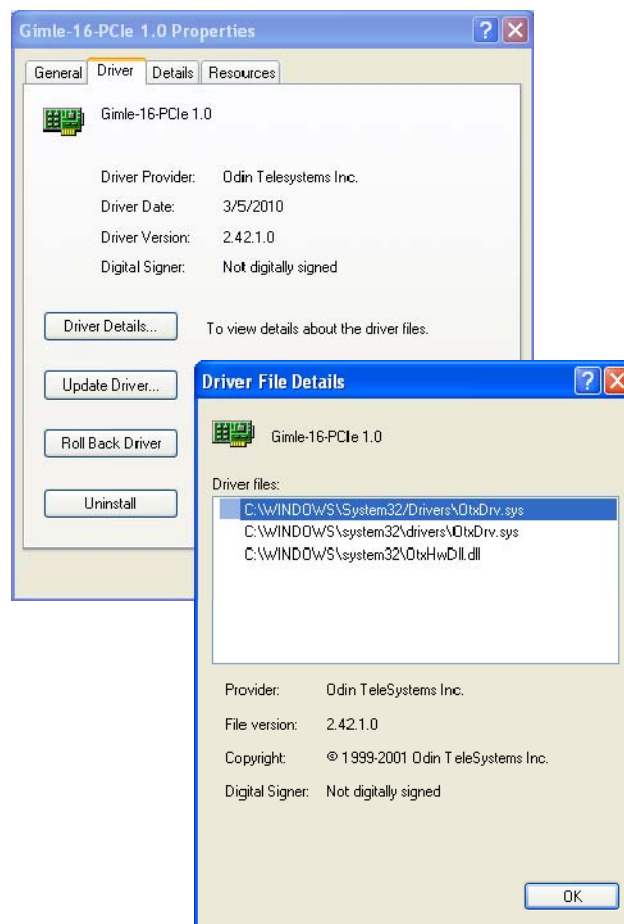 Gimle-16-PCIe 1.0 Properties
General Driver Details Resources
Gimle-16-PCIe 1.0
Driver Provider: Odin Telesystems Inc.
Driver Date: 3/5/2010
Driver Version: 2.42.1.0
Digital Signer: Not digitally signed
Driver Details... To view details about the driver files.
Update Driver...
Roll Back Driver
Uninstall
Driver File Details
Gimle-16-PCIe 1.0
Driver files:
C:\WINDOWS\System32/Drivers\OtxDrv.sys
C:\WINDOWS\system32\drivers\OtxDrv.sys
C:\WINDOWS\system32\OtxHwDll.dll
Provider: Odin TeleSystems Inc.
File version: 2.42.1.0
Copyright: © 1999-2001 Odin TeleSystems Inc.
Digital Signer: Not digitally signed
OK